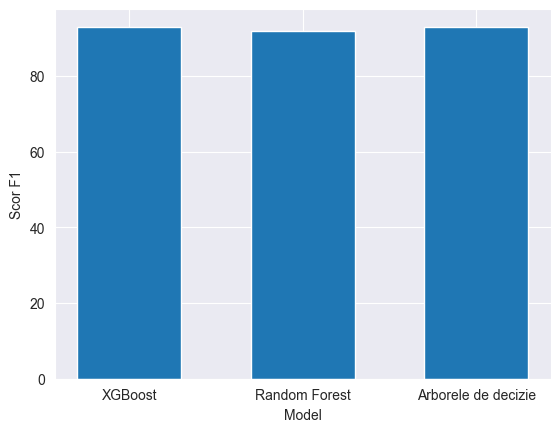 Scor F1
80
60
40
20
0
XGBoost
Random Forest
Arborele de decizie
Model